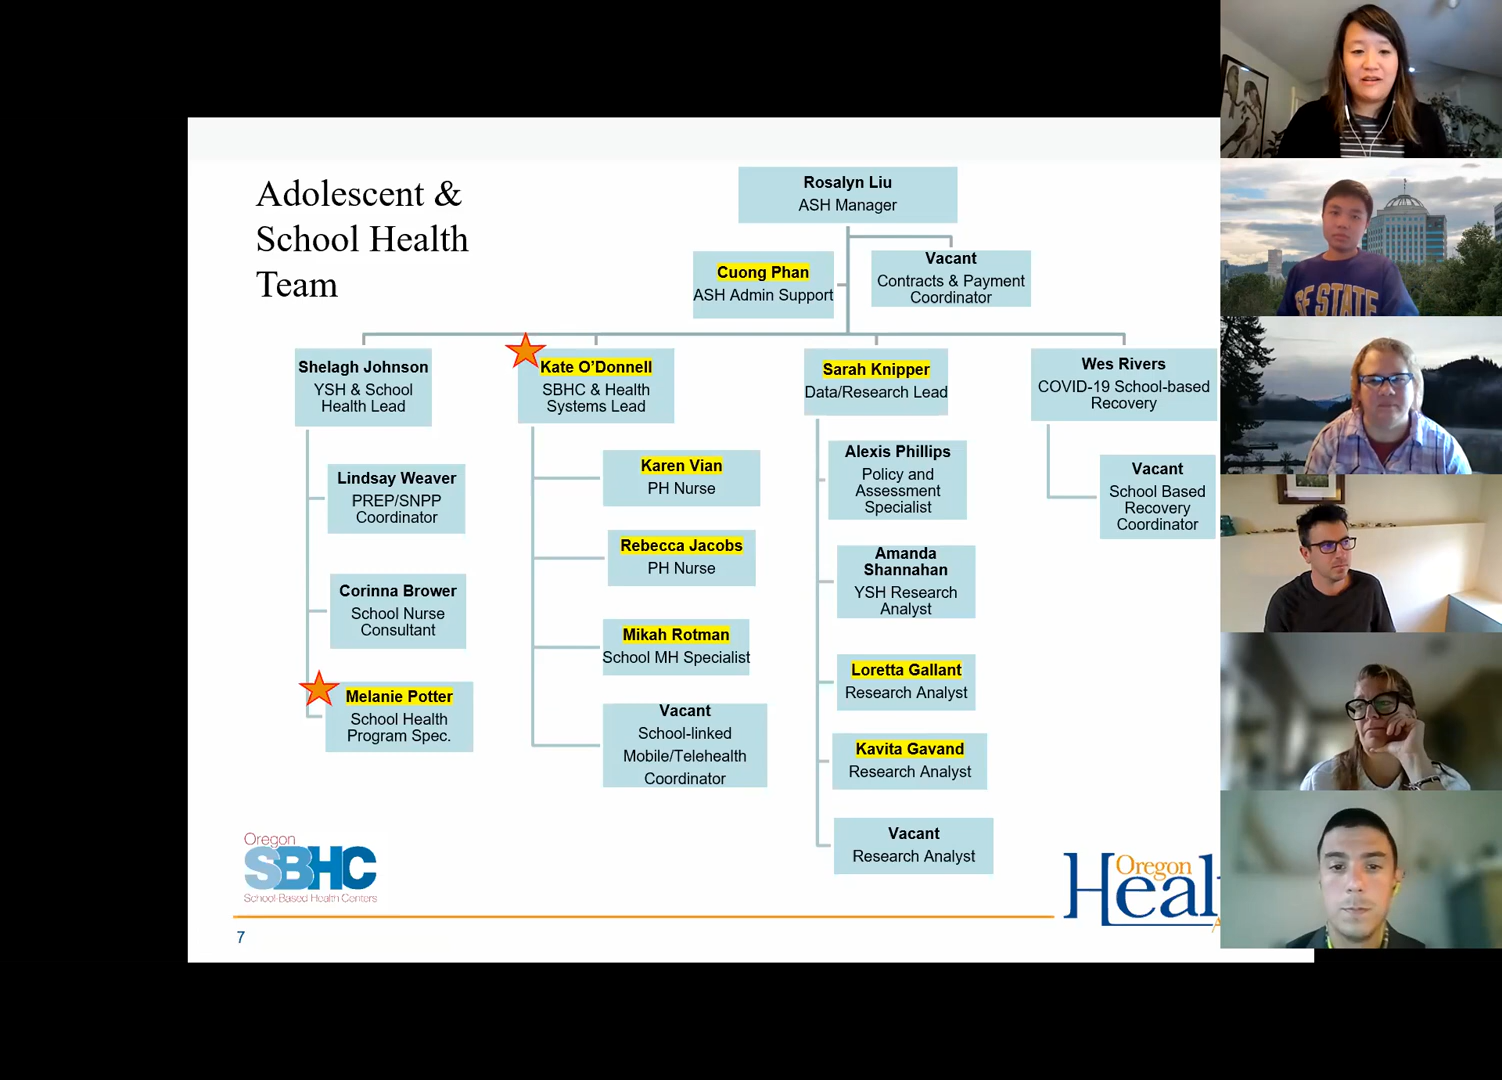 Adolescent &
School Health
Team
Rosalyn Liu
ASH Manager
Cuong Phan
ASH Admin Support
Vacant
Contracts & Payment
Coordinator
Shelagh Johnson
YSH & School
Health Lead
Lindsay Weaver
PREP/SNPP
Coordinator
Corinna Brower
School Nurse
Consultant
Melanie Potter
School Health
Program Spec.
Kate O'Donnell
SBHC & Health
Systems Lead
Karen Vian
PH Nurse
Rebecca Jacobs
PH Nurse
Mikah Rotman
School MH Specialist
Vacant
School-linked
Mobile/Telehealth
Coordinator
Sarah Knipper
Data/Research Lead
Alexis Phillips
Policy and
Assessment
Specialist
Amanda
Shannahan
YSH Research
Analyst
Loretta Gallant
Research Analyst
Kavita Gavand
Research Analyst
Vacant
Research Analyst
Wes Rivers
COVID-19 School-based
Recovery
Vacant
School Based
Recovery
Coordinator
Oregon
SBHC
School-Based Health Centers
Oregon
Heal
7
STATE